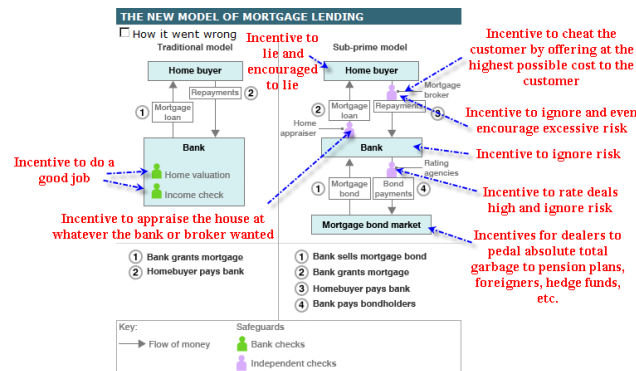 THE NEW MODEL OF MORTGAGE LENDING
How it went wrong
Traditional model
Home buyer
Repayments
2
1
Mortgage
loan
Bank
Home valuation
Income check
Incentive to do a
good job
Incentive to
lie and
encouraged
to lie
Sub-prime model
Home buyer
Mortgage
broker
2
Mortgage
loan
Repayments
3
Home
appraiser
Bank
Rating
agencies
1
Mortgage
bond
Bond
payments
4
Mortgage bond market
Incentive to cheat the
customer by offering at the
highest possible cost to the
customer
Incentive to ignore and even
encourage excessive risk
Incentive to ignore risk
Incentive to rate deals
high and ignore risk
Incentives for dealers to
pedal absolute total
garbage to pension plans,
foreigners, hedge funds,
etc.
Incentive to appraise the house at
whatever the bank or broker wanted
1 Bank grants mortgage
2 Homebuyer pays bank
1 Bank sells mortgage bond
2 Bank grants mortgage
3 Homebuyer pays bank
4 Bank pays bondholders
Key:
Flow of money
Safeguards
Bank checks
Independent checks